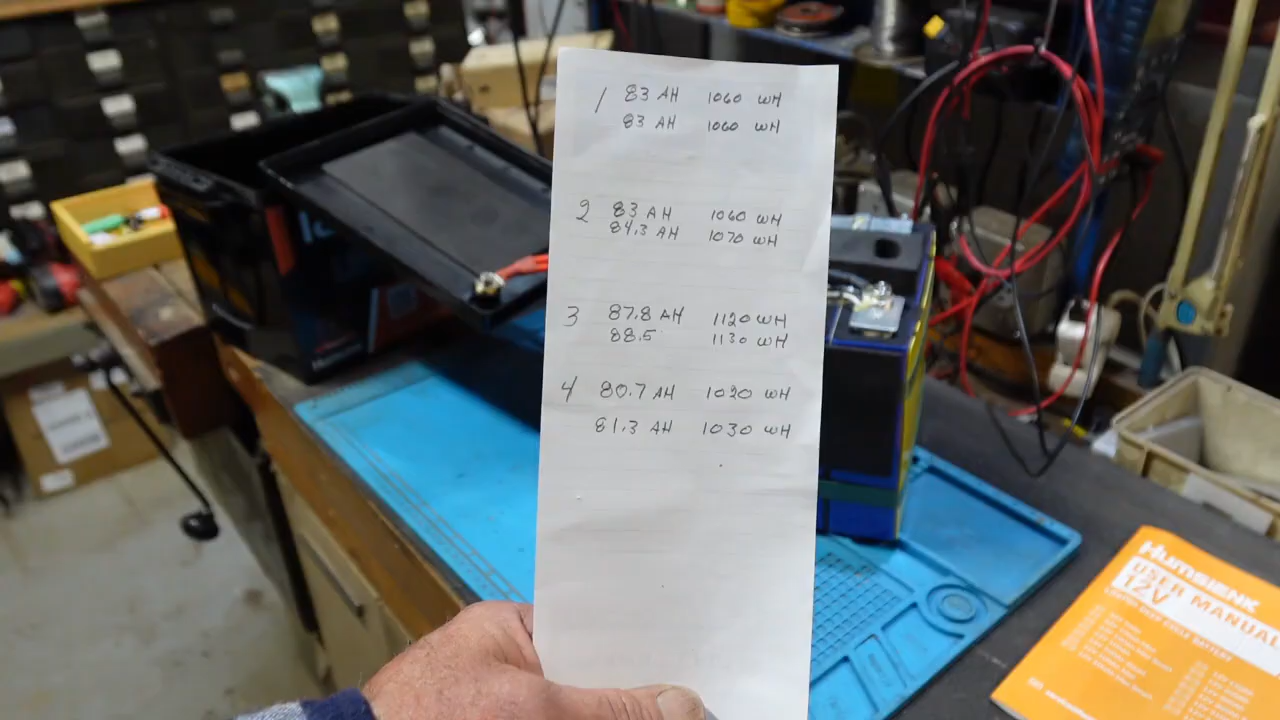 1 83 AH 1060 WH
83 AH 1060 WH
2 83 AH 1060 WH
84.3 AH 1070 WH
3 87.8 AH 1120 WH
88.5 1130 WH
4 80.7 AH 1020 WH
81.3 AH 1030 WH
HumsiENK
USER MANUAL
12V